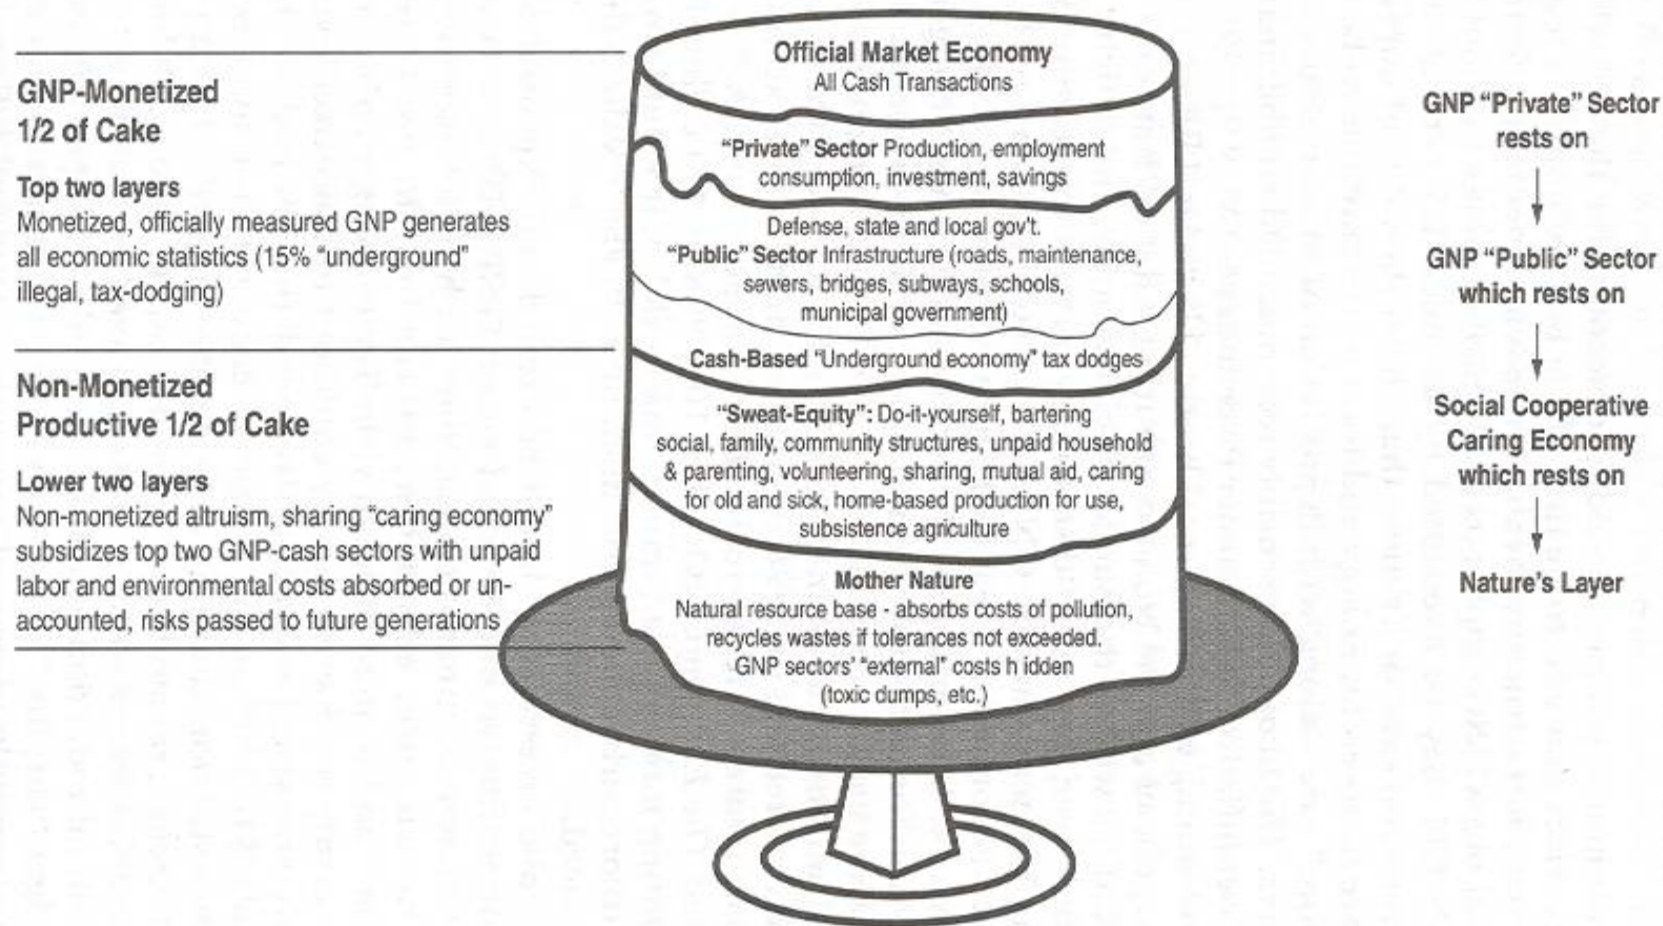 GNP-Monetized
1/2 of Cake
Top two layers
Monetized, officially measured GNP generates
all economic statistics (15% "underground"
illegal, tax-dodging)
Non-Monetized
Productive 1/2 of Cake
Lower two layers
Non-monetized altruism, sharing "caring economy"
subsidizes top two GNP-cash sectors with unpaid
labor and environmental costs absorbed or un-
accounted, risks passed to future generations
Official Market Economy
All Cash Transactions
"Private" Sector Production, employment
consumption, investment, savings
Defense, state and local gov't.
"Public" Sector Infrastructure (roads, maintenance,
sewers, bridges, subways, schools,
municipal government)
Cash-Based "Underground economy" tax dodges
"Sweat-Equity": Do-it-yourself, bartering
social, family, community structures, unpaid household
& parenting, volunteering, sharing, mutual aid, caring
for old and sick, home-based production for use,
subsistence agriculture
Mother Nature
Natural resource base - absorbs costs of pollution,
recycles wastes if tolerances not exceeded.
GNP sectors' "external" costs h idden
(toxic dumps, etc.)
GNP "Private" Sector
rests on
GNP "Public" Sector
which rests on
Social Cooperative
Caring Economy
which rests on
Nature's Layer